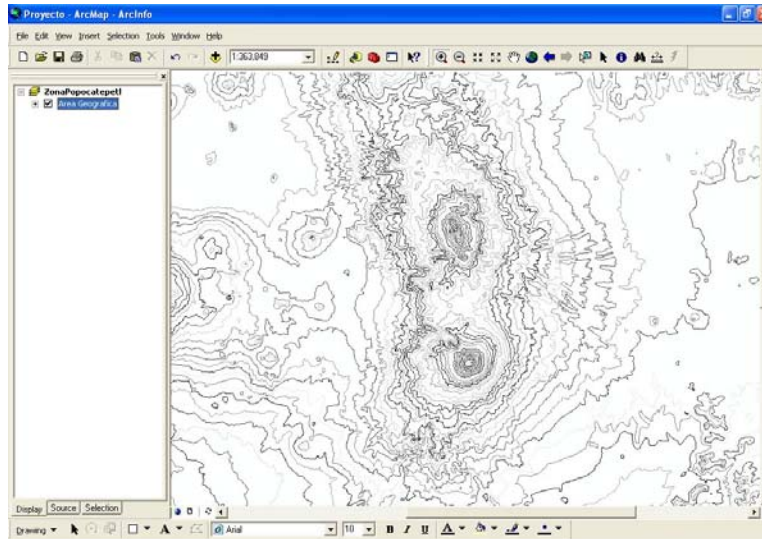 Proyecto - ArcMap - ArcInfo
File Edit View Insert Selection Tools Window Help
1:363,849
ZonaPopocatepetl
Area Geografica
Display Source Selection
Drawing Arial 10 B I U A